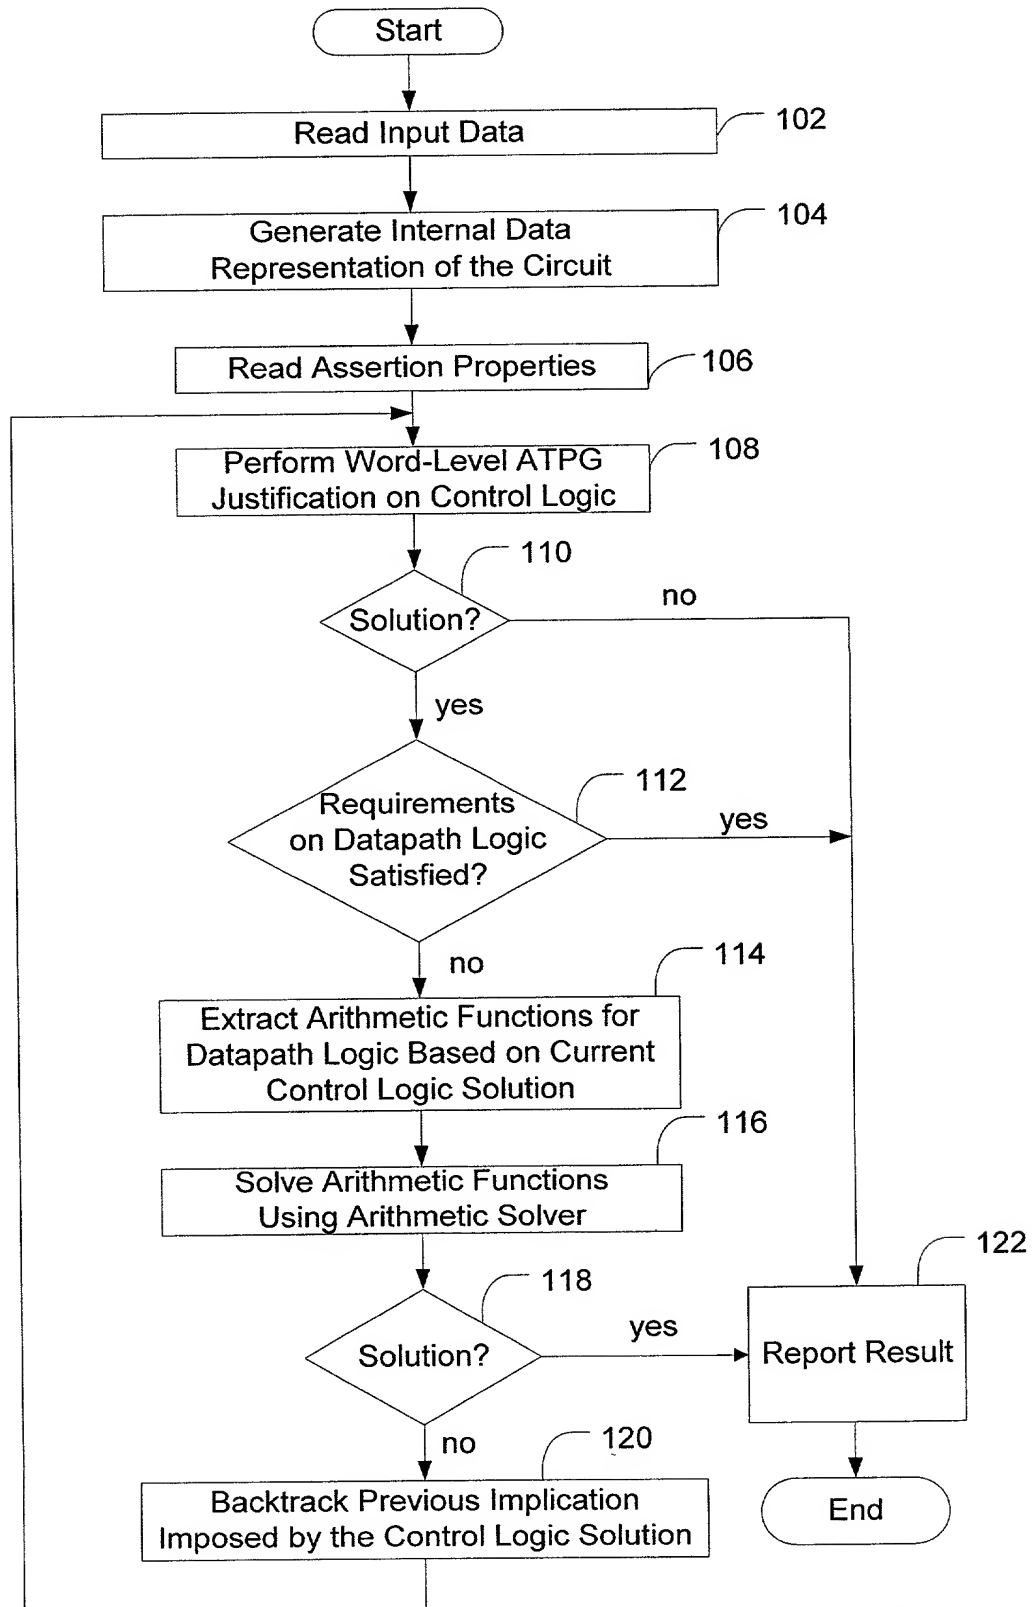 Start
Read Input Data
102
Generate Internal Data
Representation of the Circuit
104
Read Assertion Properties
106
Perform Word-Level ATPG
Justification on Control Logic
108
110
Solution?
no
yes
112
Requirements
on Datapath Logic
Satisfied?
yes
no
114
Extract Arithmetic Functions for
Datapath Logic Based on Current
Control Logic Solution
116
Solve Arithmetic Functions
Using Arithmetic Solver
118
Solution?
yes
122
Report Result
no
120
Backtrack Previous Implication
Imposed by the Control Logic Solution
End